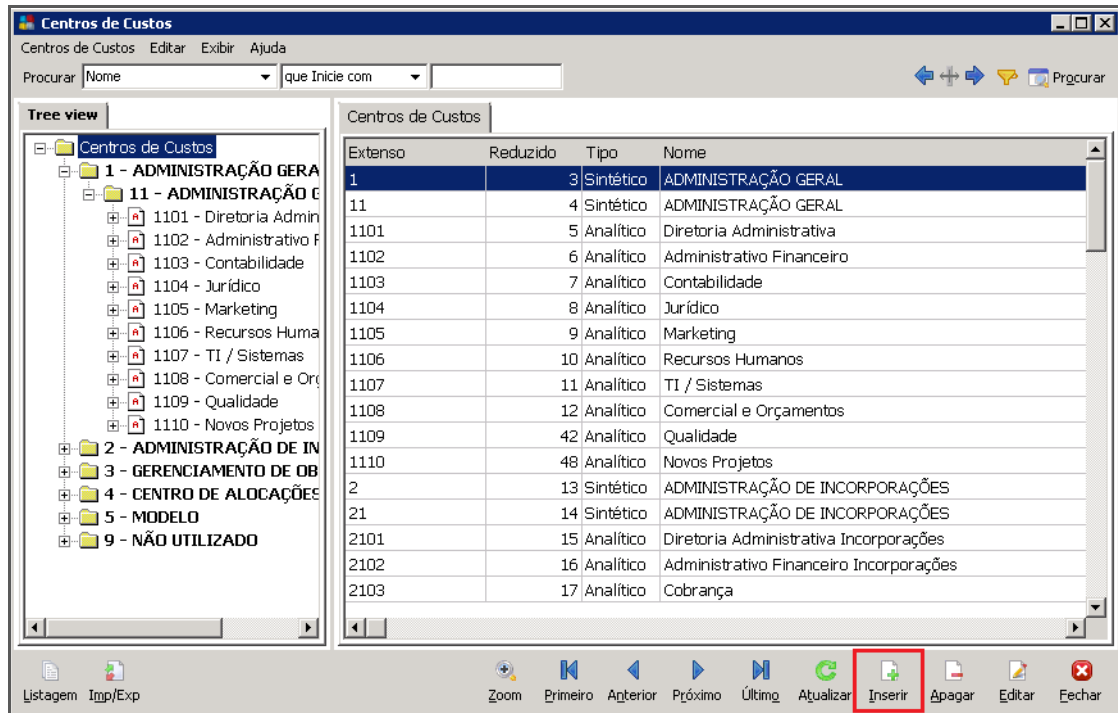 Centros de Custos
Centros de Custos Editar Exibir Ajuda
Procurar Nome que Inicie com Procurar
Tree view
Centros de Custos
1 - ADMINISTRAÇÃO GERA
11 - ADMINISTRAÇÃO G
1101 - Diretoria Admin
1102 - Administrativo F
1103 - Contabilidade
1104 - Jurídico
1105 - Marketing
1106 - Recursos Huma
1107 - TI / Sistemas
1108 - Comercial e Orç
1109 - Qualidade
1110 - Novos Projetos
2 - ADMINISTRAÇÃO DE IN
3 - GERENCIAMENTO DE OB
4 - CENTRO DE ALOCAÇÕES
5 - MODELO
9 - NÃO UTILIZADO
Centros de Custos
Extenso Reduzido Tipo Nome
1 3 Sintético ADMINISTRAÇÃO GERAL
11 4 Sintético ADMINISTRAÇÃO GERAL
1101 5 Analítico Diretoria Administrativa
1102 6 Analítico Administrativo Financeiro
1103 7 Analítico Contabilidade
1104 8 Analítico Jurídico
1105 9 Analítico Marketing
1106 10 Analítico Recursos Humanos
1107 11 Analítico TI / Sistemas
1108 12 Analítico Comercial e Orçamentos
1109 42 Analítico Qualidade
1110 48 Analítico Novos Projetos
2 13 Sintético ADMINISTRAÇÃO DE INCORPORAÇÕES
21 14 Sintético ADMINISTRAÇÃO DE INCORPORAÇÕES
2101 15 Analítico Diretoria Administrativa Incorporações
2102 16 Analítico Administrativo Financeiro Incorporações
2103 17 Analítico Cobrança
Listagem Imp/Exp Zoom Primeiro Anterior Próximo Último Atualizar Inserir Apagar Editar Fechar